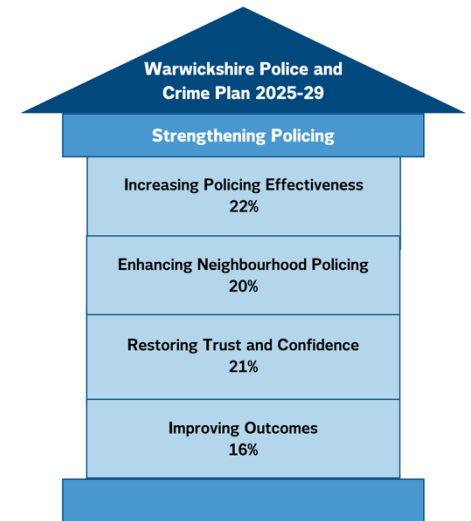 Warwickshire Police and
Crime Plan 2025-29
Strengthening Policing
Increasing Policing Effectiveness
22%
Enhancing Neighbourhood Policing
20%
Restoring Trust and Confidence
21%
Improving Outcomes
16%